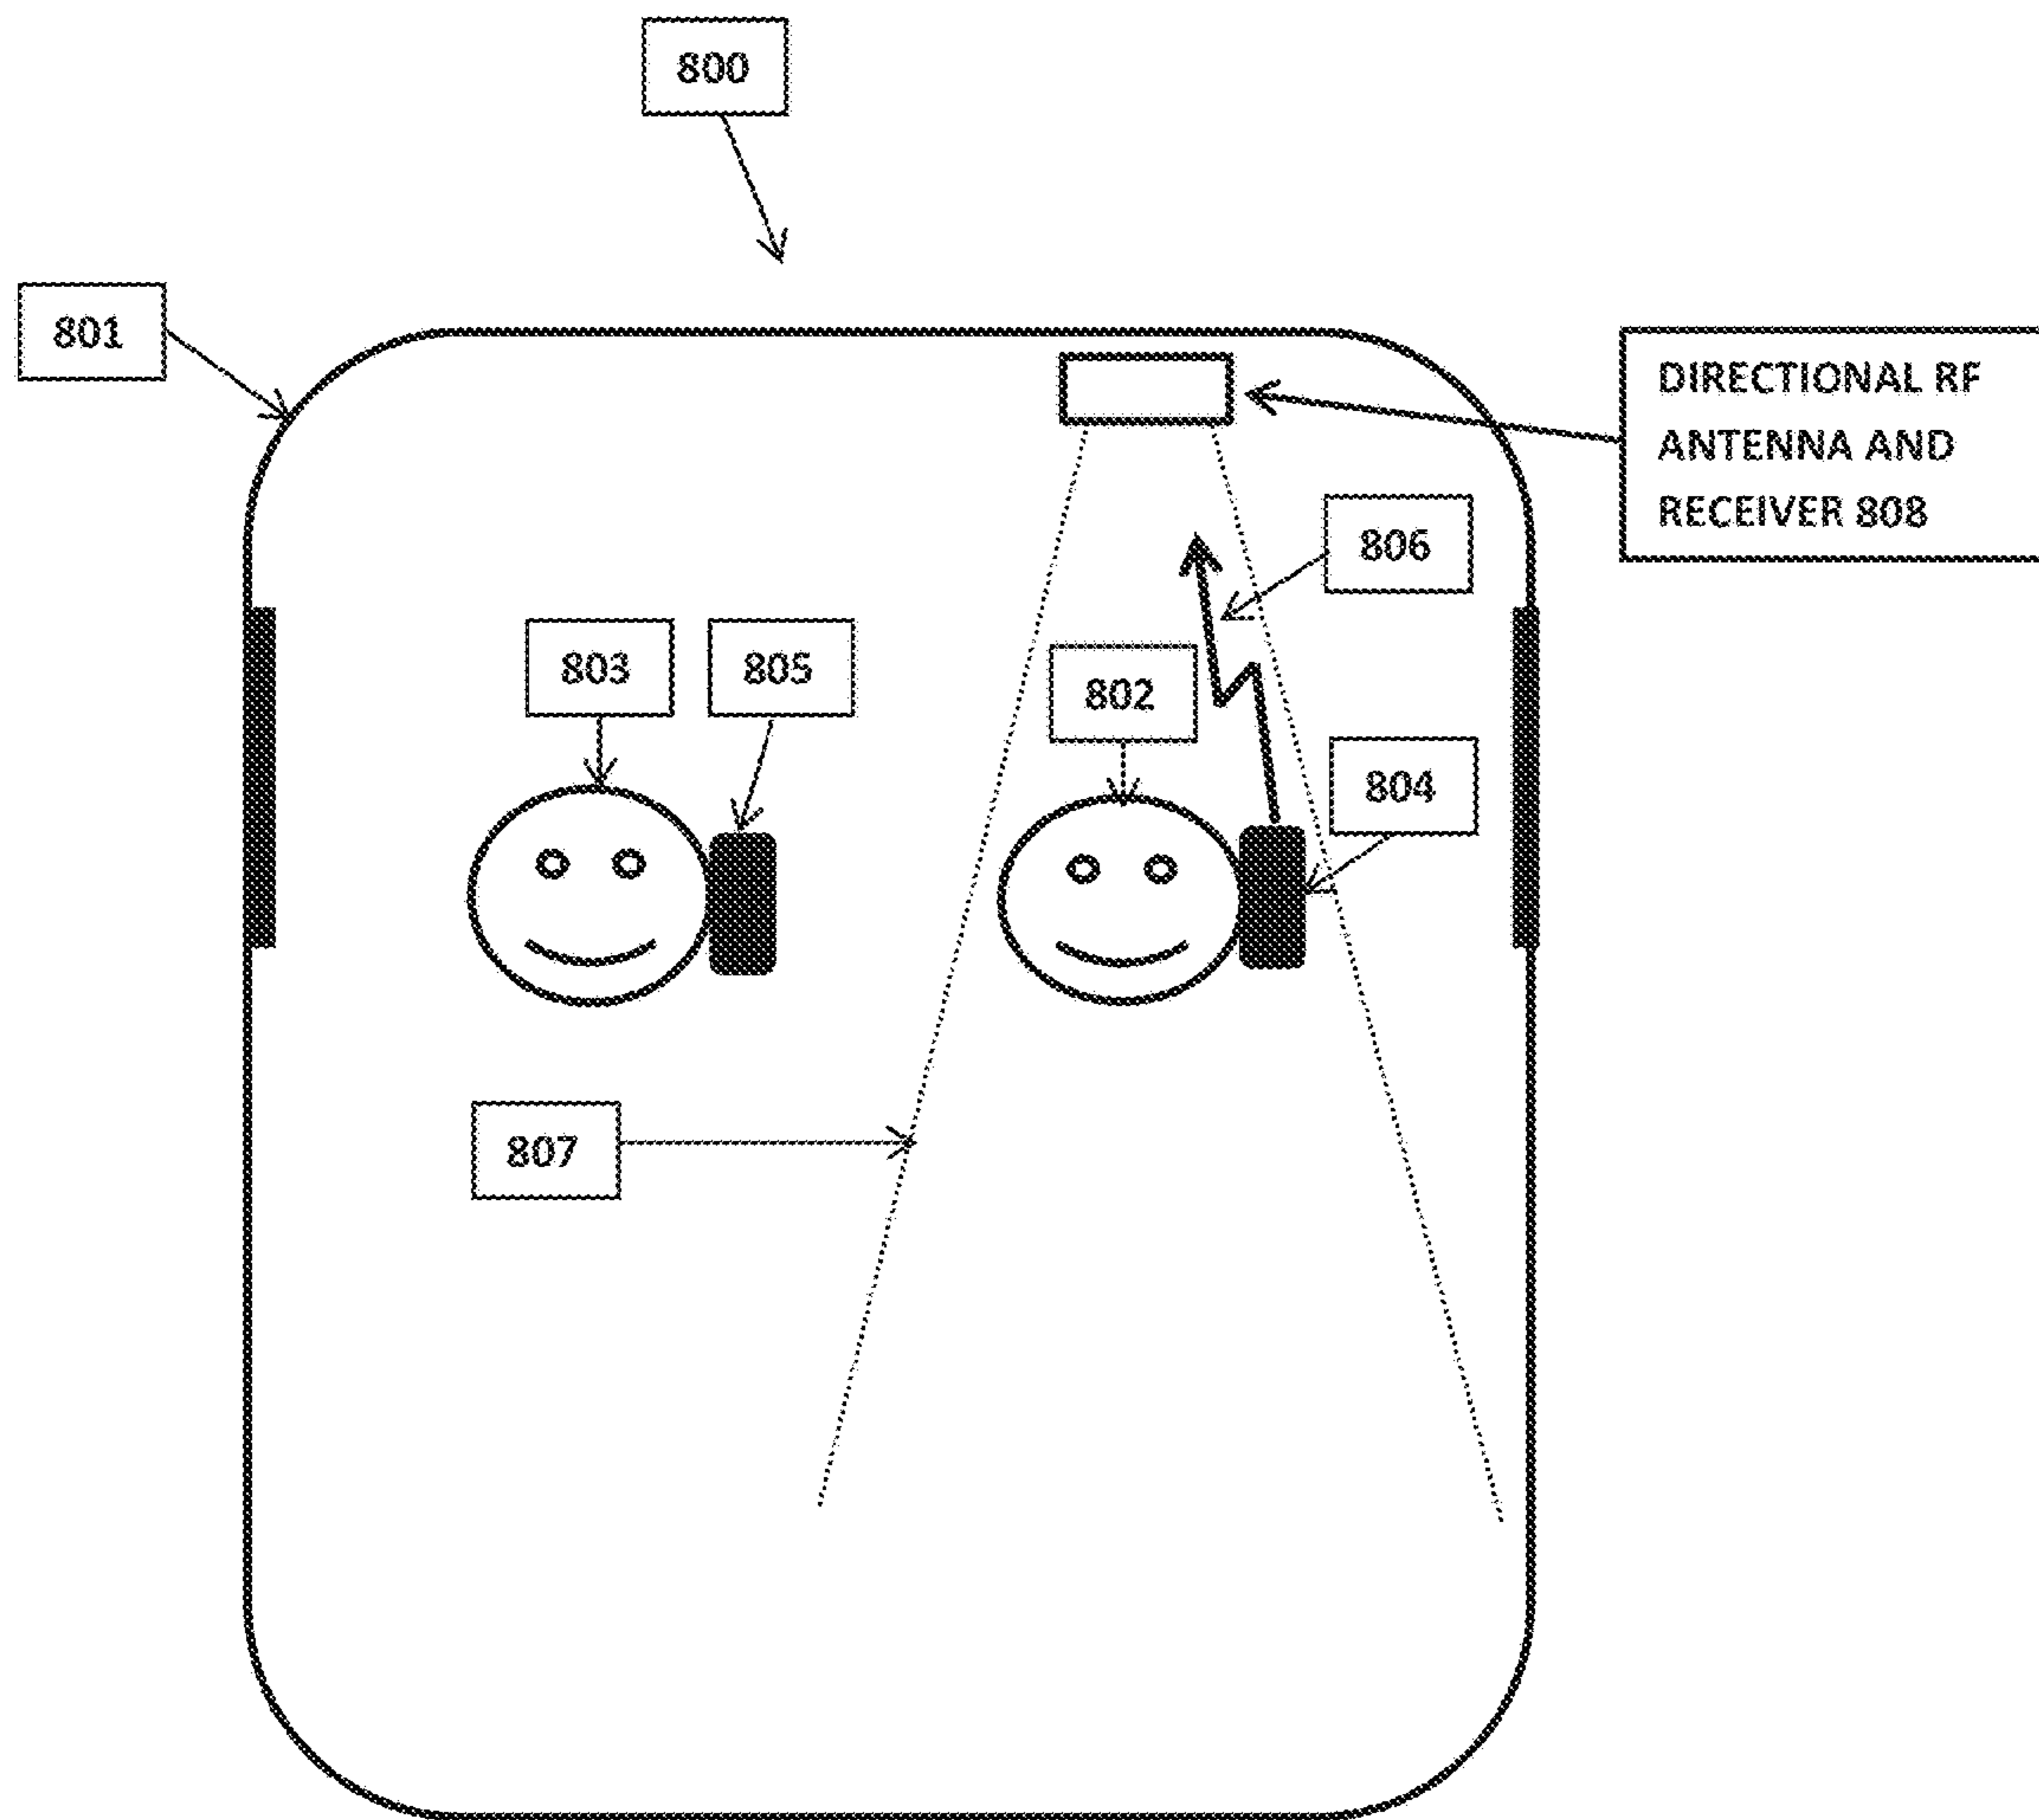 800
801
DIRECTIONAL RF
ANTENNA AND
RECEIVER 808
806
803
805
802
804
807